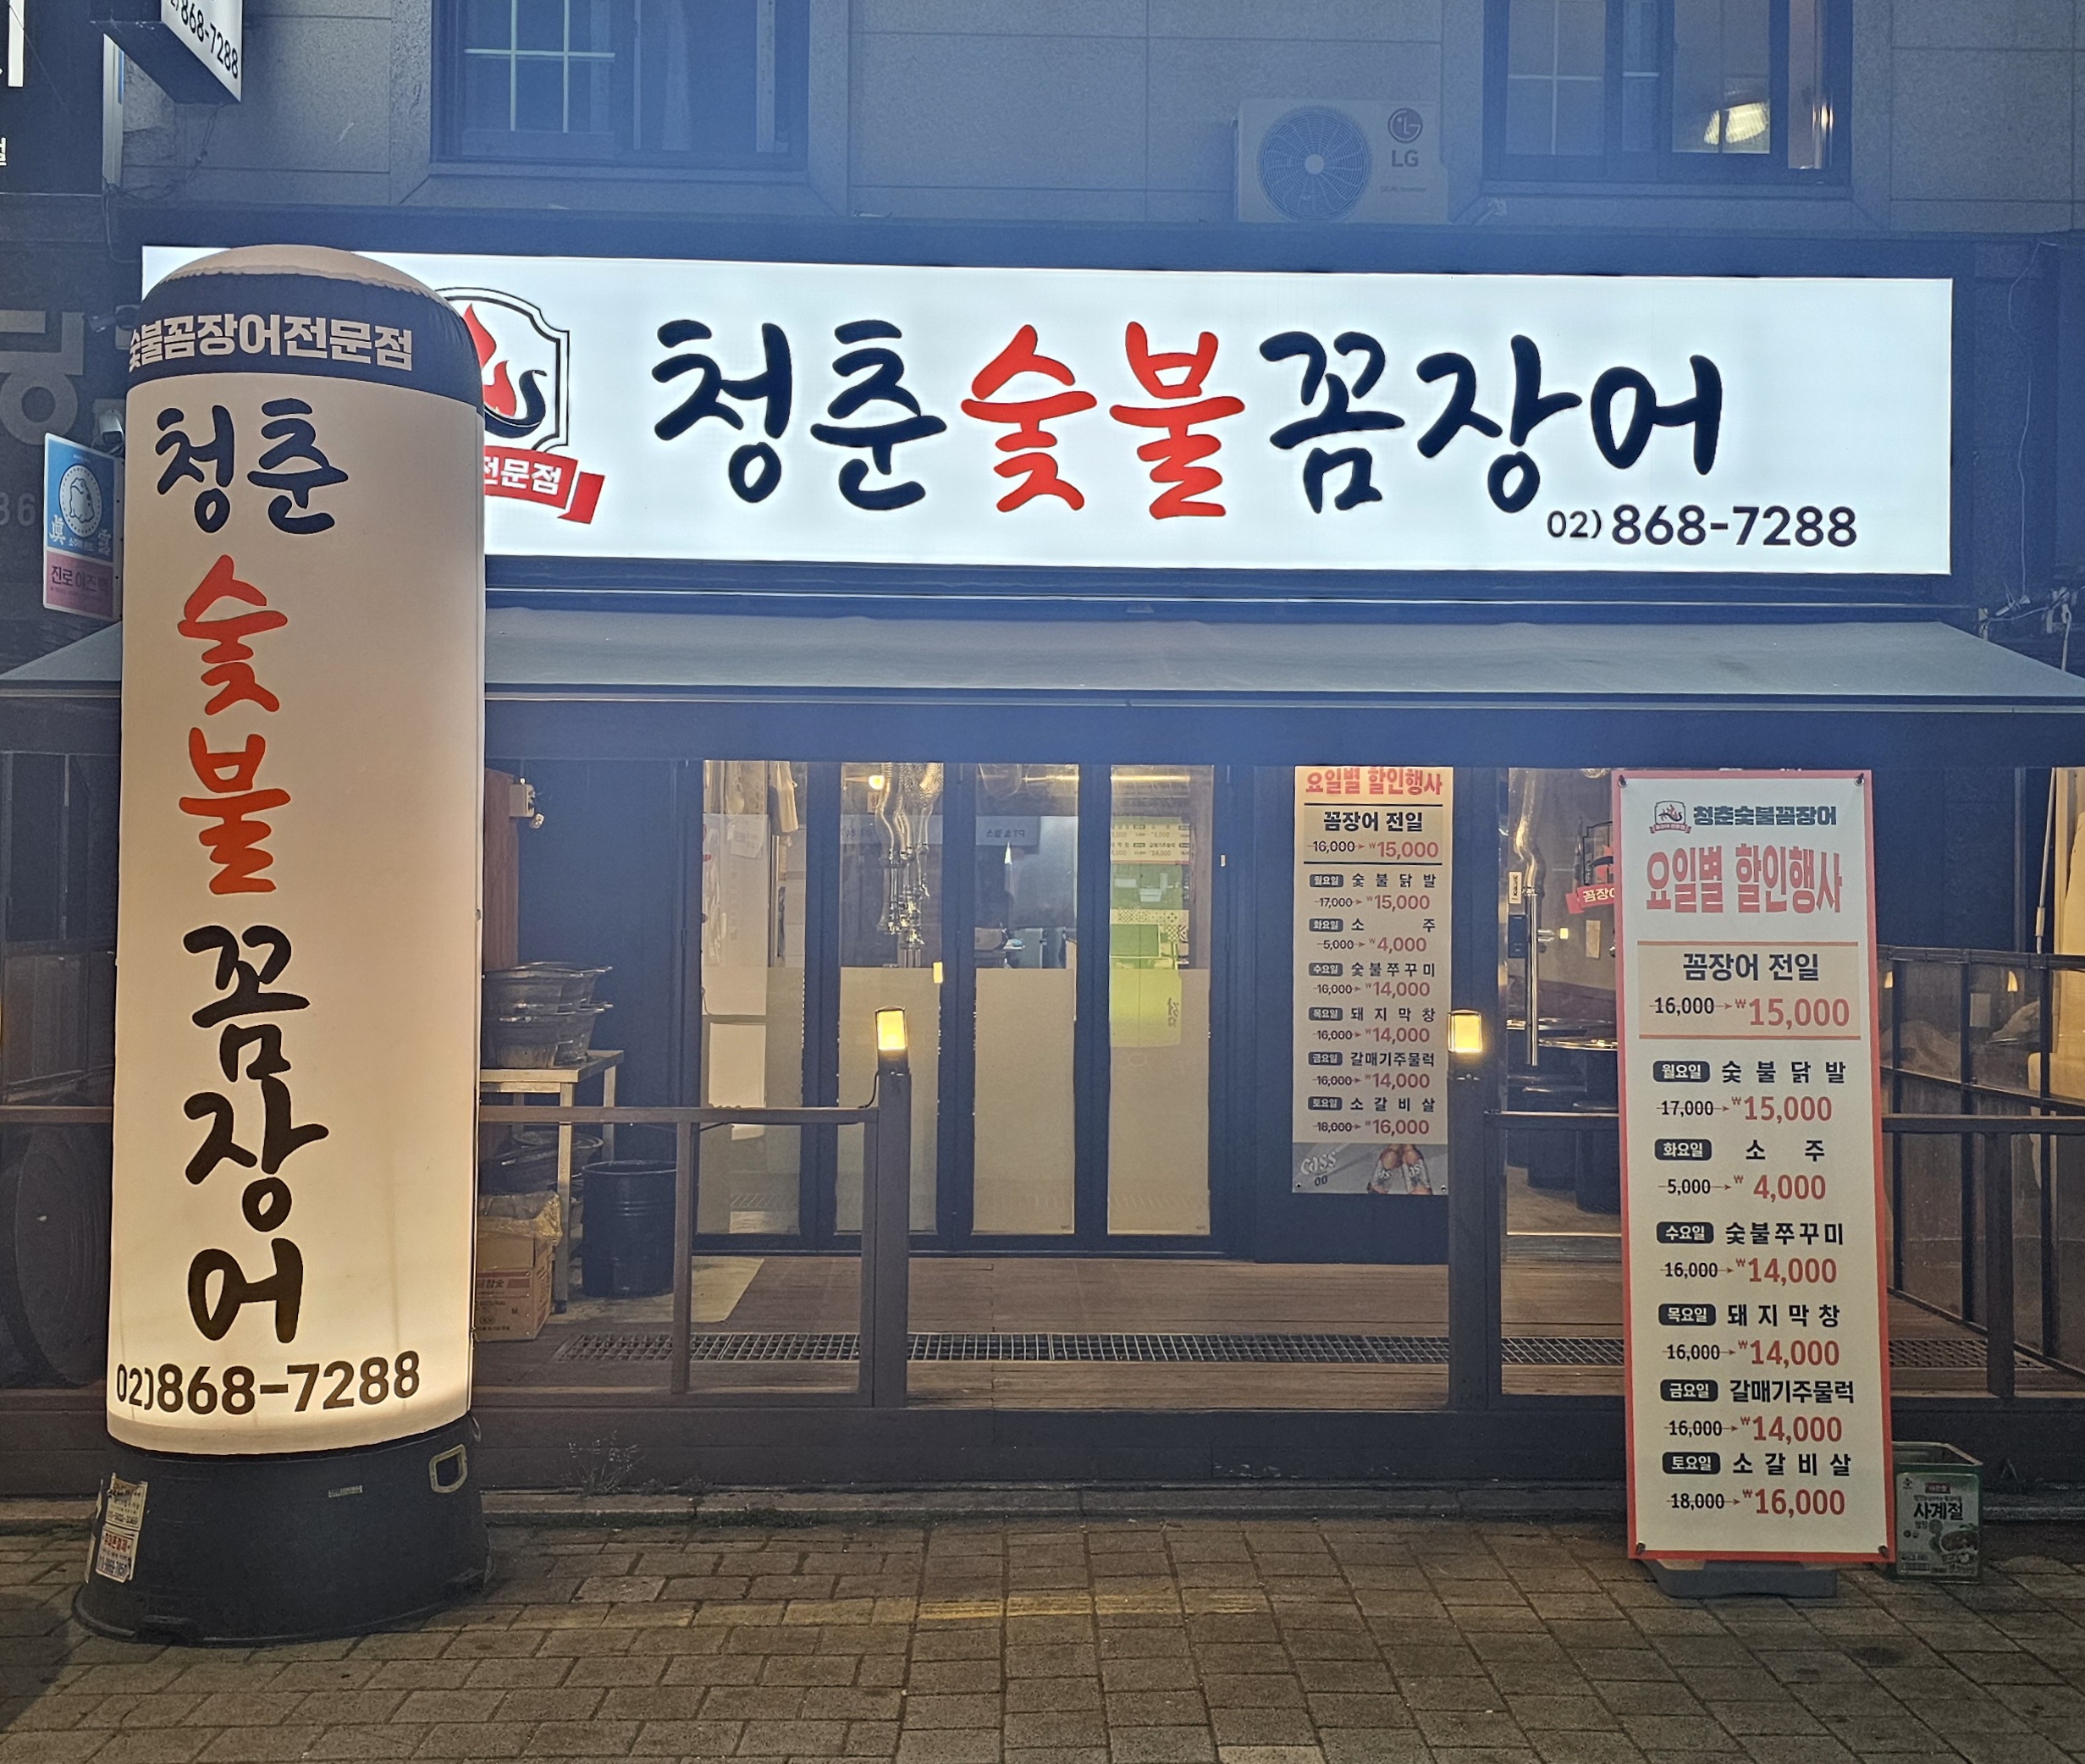 868-7288
LG
청춘숯불꼼장어
02) 868-7288
전문점
숯불꼼장어전문점
청춘
숯
불
꼼
장
어
02)868-7288
요일별 할인행사
꼼장어 전일
16,000→₩15,000
월요일 숯불닭발
17,000→₩15,000
화요일 소주
5,000→₩4,000
수요일 숯불쭈꾸미
16,000→₩14,000
목요일 돼지막창
16,000→₩14,000
금요일 갈매기주물럭
16,000→₩14,000
토요일 소갈비살
18,000→₩16,000
Cass
청춘숯불꼼장어
요일별 할인행사
꼼장어 전일
16,000→₩15,000
월요일 숯불닭발
17,000→₩15,000
화요일 소주
5,000→₩4,000
수요일 숯불쭈꾸미
16,000→₩14,000
목요일 돼지막창
16,000→₩14,000
금요일 갈매기주물럭
16,000→₩14,000
토요일 소갈비살
18,000→₩16,000
사계절